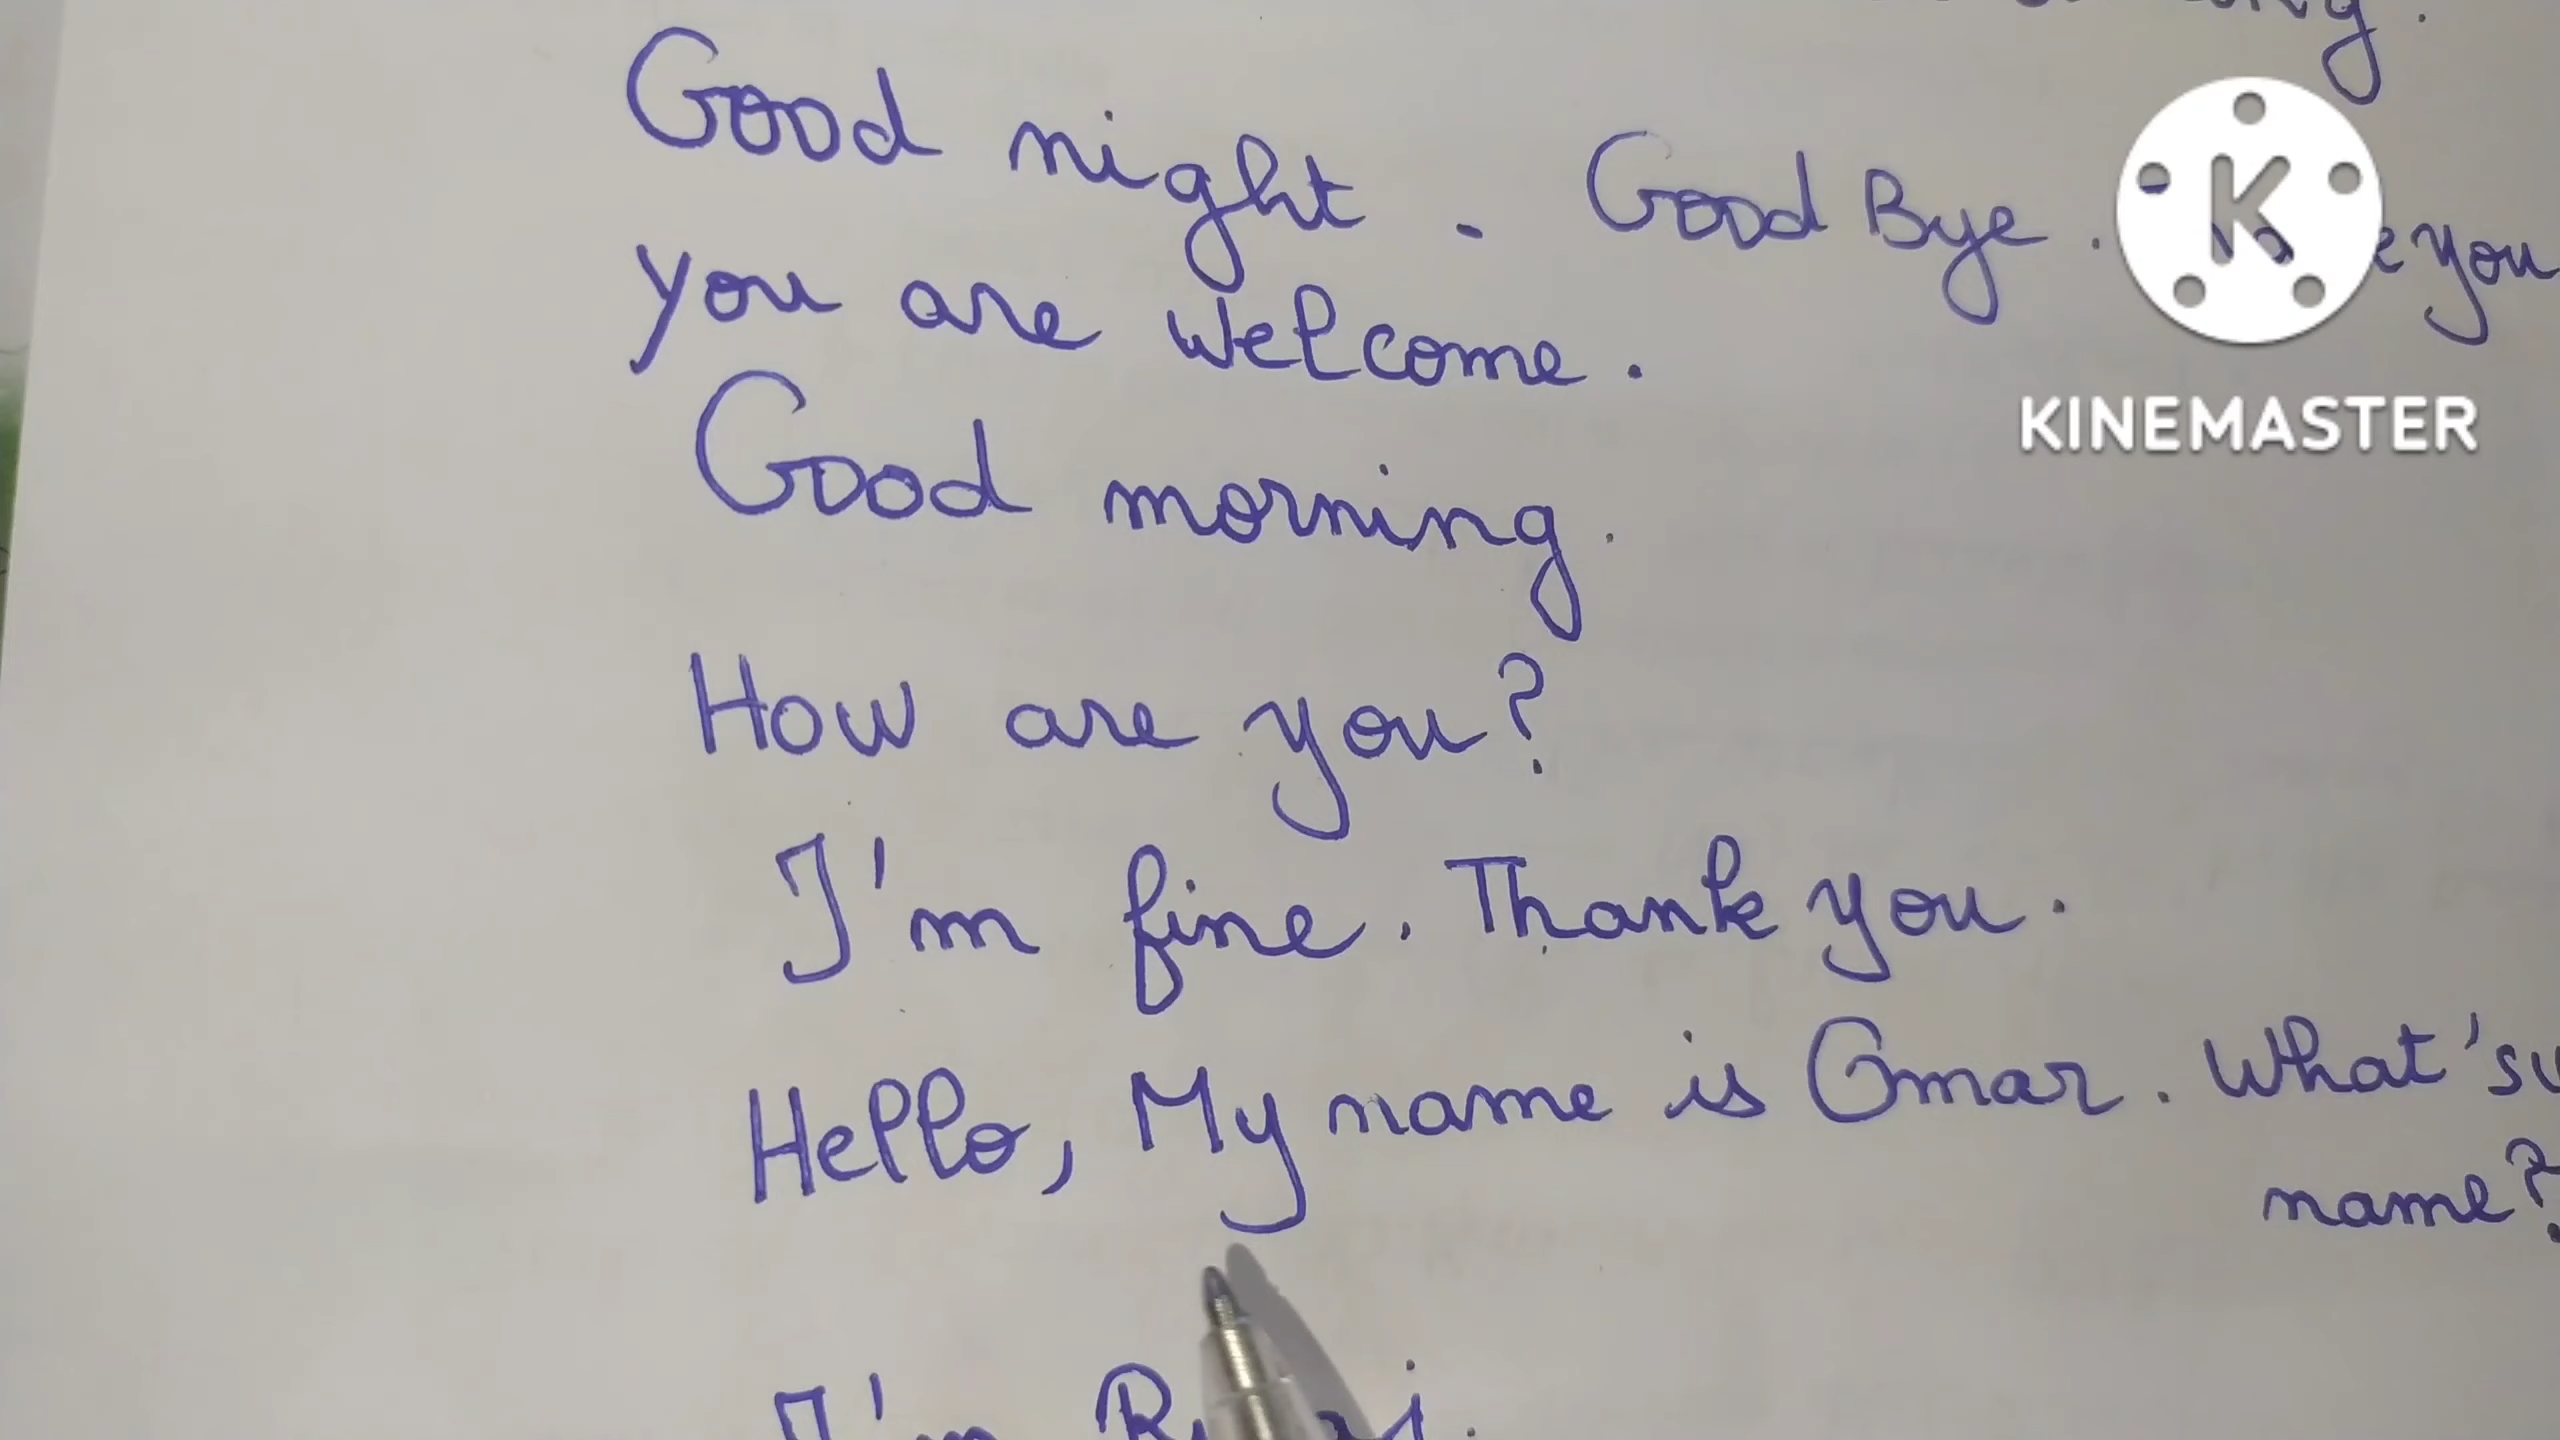 Good night . Good Bye . you
you are welcome .
KINEMASTER
Good morning .
How are you?
I'm fine . Thank you .
Hello, My name is Omar . What's
name?
I'm